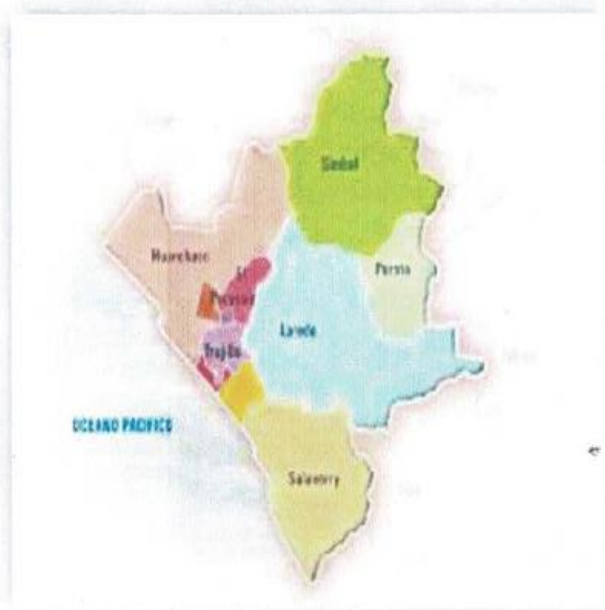 Simbal
Huanchaco
Poroto
El
Porvenir
Laredo
Trujillo
OCEANO PACIFICO
Salaverry